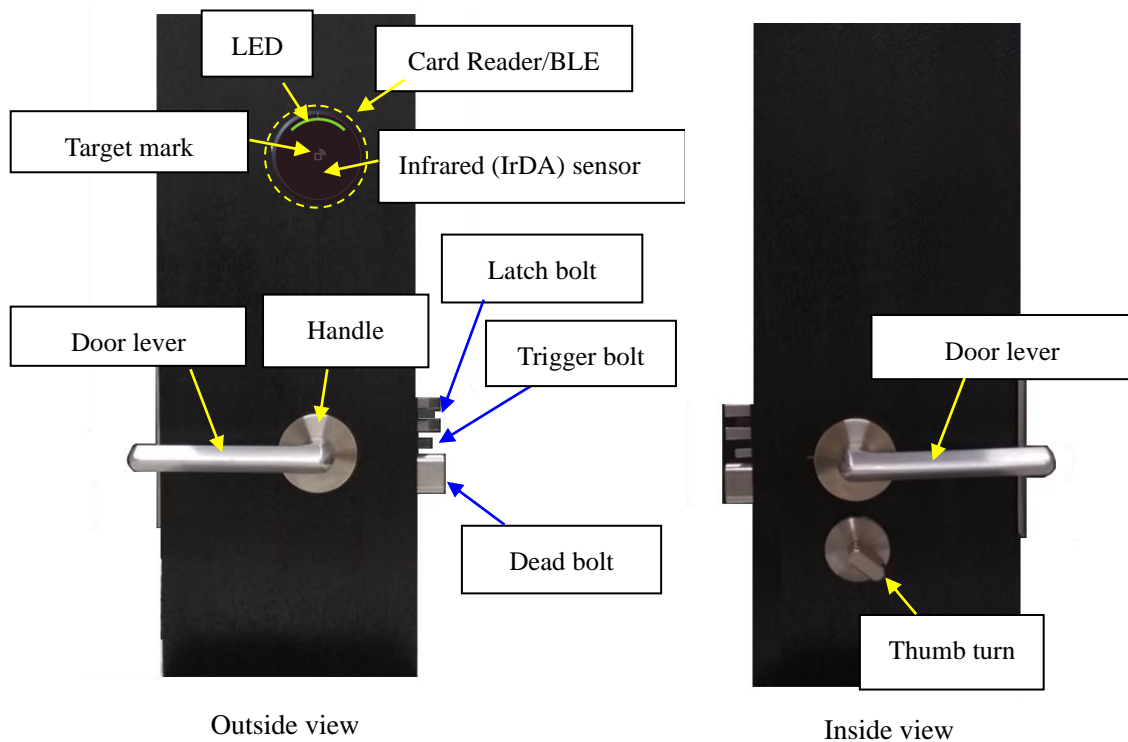 LED
Card Reader/BLE
Target mark
Infrared (IrDA) sensor
Latch bolt
Door lever
Handle
Trigger bolt
Dead bolt
Outside view
Door lever
Thumb turn
Inside view